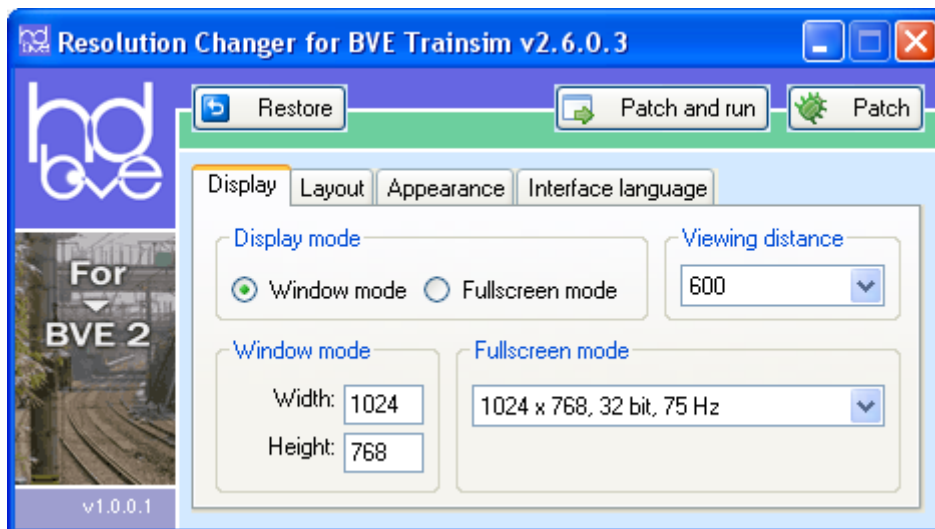 Resolution Changer for BVE Trainsim v2.6.0.3
hd
bve
Restore
Patch and run
Patch
Display
Layout
Appearance
Interface language
Display mode
Window mode
Fullscreen mode
Viewing distance
600
For
BVE 2
Window mode
Width: 1024
Height: 768
Fullscreen mode
1024 x 768, 32 bit, 75 Hz
v1.0.0.1